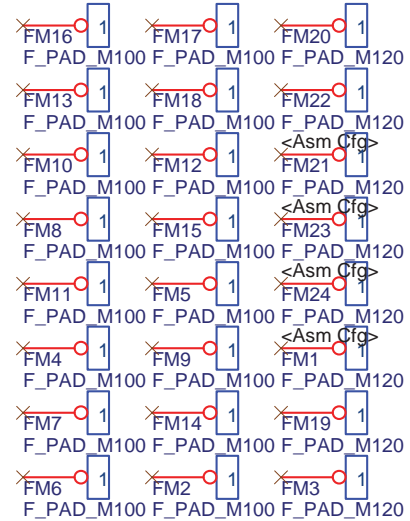 1 1 1
FM16 FM17 FM20
F_PAD_M100 F_PAD_M100 F_PAD_M120
1 1 1
FM13 FM18 FM22
F_PAD_M100 F_PAD_M100 F_PAD_M120
<Asm Cfg>
1 1 1
FM10 FM12 FM21
F_PAD_M100 F_PAD_M100 F_PAD_M120
<Asm Cfg>
1 1 1
FM8 FM15 FM23
F_PAD_M100 F_PAD_M100 F_PAD_M120
<Asm Cfg>
1 1 1
FM11 FM5 FM24
F_PAD_M100 F_PAD_M100 F_PAD_M120
<Asm Cfg>
1 1 1
FM4 FM9 FM1
F_PAD_M100 F_PAD_M100 F_PAD_M120
1 1 1
FM7 FM14 FM19
F_PAD_M100 F_PAD_M100 F_PAD_M120
1 1 1
FM6 FM2 FM3
F_PAD_M100 F_PAD_M100 F_PAD_M120